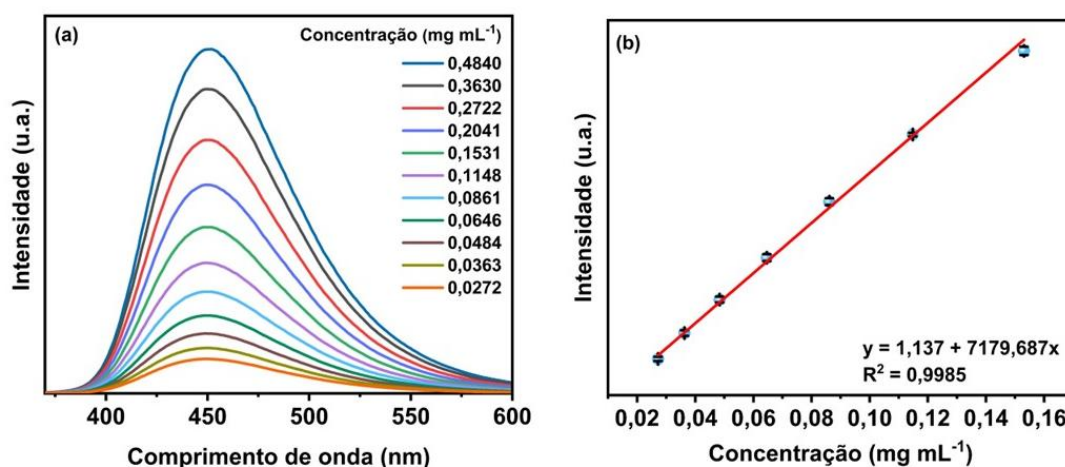 (a)
Concentração (mg mL⁻¹)
0,4840
0,3630
0,2722
0,2041
0,1531
0,1148
0,0861
0,0646
0,0484
0,0363
0,0272
Intensidade (u.a.)
400 450 500 550 600
Comprimento de onda (nm)
(b)
Intensidade (u.a.)
y = 1,137 + 7179,687x
R² = 0,9985
0,02 0,04 0,06 0,08 0,10 0,12 0,14 0,16
Concentração (mg mL⁻¹)